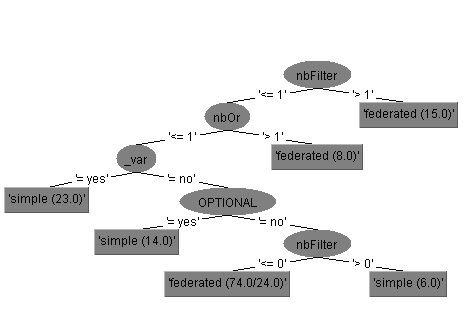 nbFilter
'<= 1' '> 1'
nbOr 'federated (15.0)'
'<= 1' '> 1'
_var 'federated (8.0)'
'= yes' '= no'
'simple (23.0)' OPTIONAL
'= yes' '= no'
'simple (14.0)' nbFilter
'<= 0' '> 0'
'federated (74.0/24.0)' 'simple (6.0)'